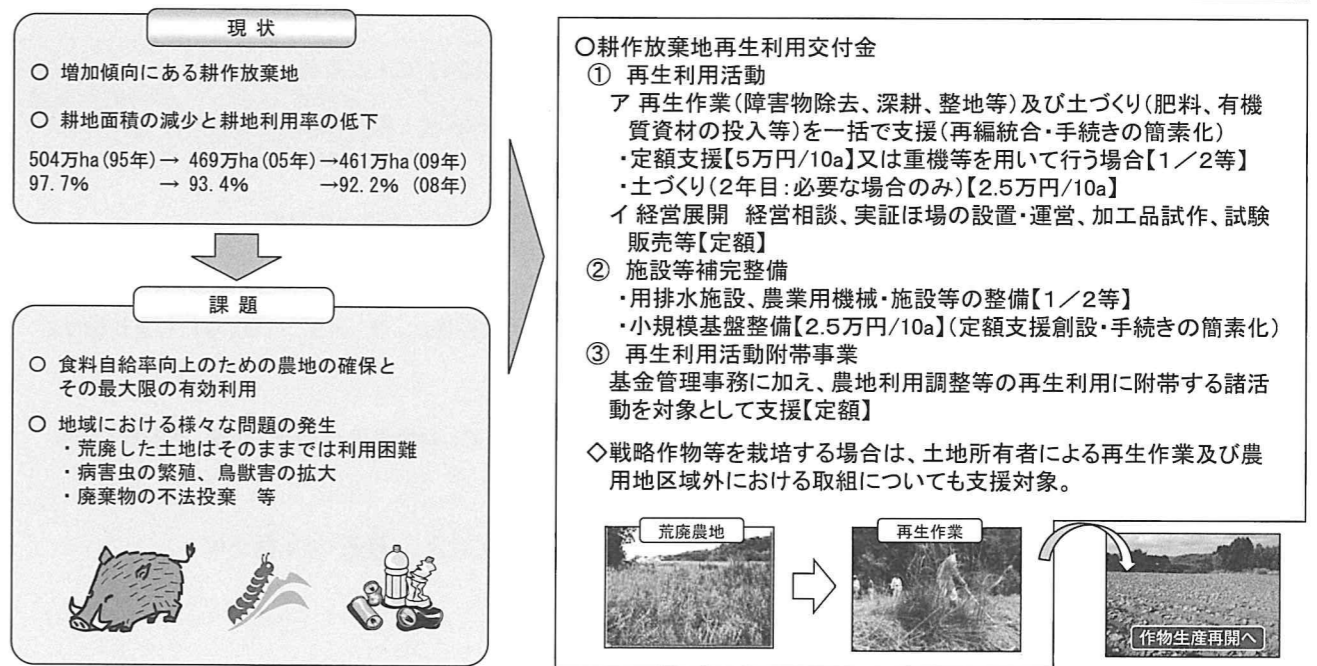 現状
○ 増加傾向にある耕作放棄地
○ 耕地面積の減少と耕地利用率の低下
504万ha(95年)→ 469万ha(05年)→461万ha(09年)
97.7% → 93.4% →92.2% (08年)
課題
○ 食料自給率向上のための農地の確保と
その最大限の有効利用
○ 地域における様々な問題の発生
・荒廃した土地はそのままでは利用困難
・病害虫の繁殖、鳥獣害の拡大
・廃棄物の不法投棄 等
○耕作放棄地再生利用交付金
① 再生利用活動
ア 再生作業(障害物除去、深耕、整地等)及び土づくり(肥料、有機
質資材の投入等)を一括で支援(再編統合・手続きの簡素化)
・定額支援【5万円/10a】又は重機等を用いて行う場合【1/2等】
・土づくり(2年目:必要な場合のみ)【2.5万円/10a】
イ 経営展開 経営相談、実証ほ場の設置・運営、加工品試作、試験
販売等【定額】
② 施設等補完整備
・用排水施設、農業用機械・施設等の整備【1/2等】
・小規模基盤整備【2.5万円/10a】(定額支援創設・手続きの簡素化)
③ 再生利用活動附帯事業
基金管理事務に加え、農地利用調整等の再生利用に附帯する諸活
動を対象として支援【定額】
◇戦略作物等を栽培する場合は、土地所有者による再生作業及び農
用地区域外における取組についても支援対象。
荒廃農地
再生作業
作物生産再開へ